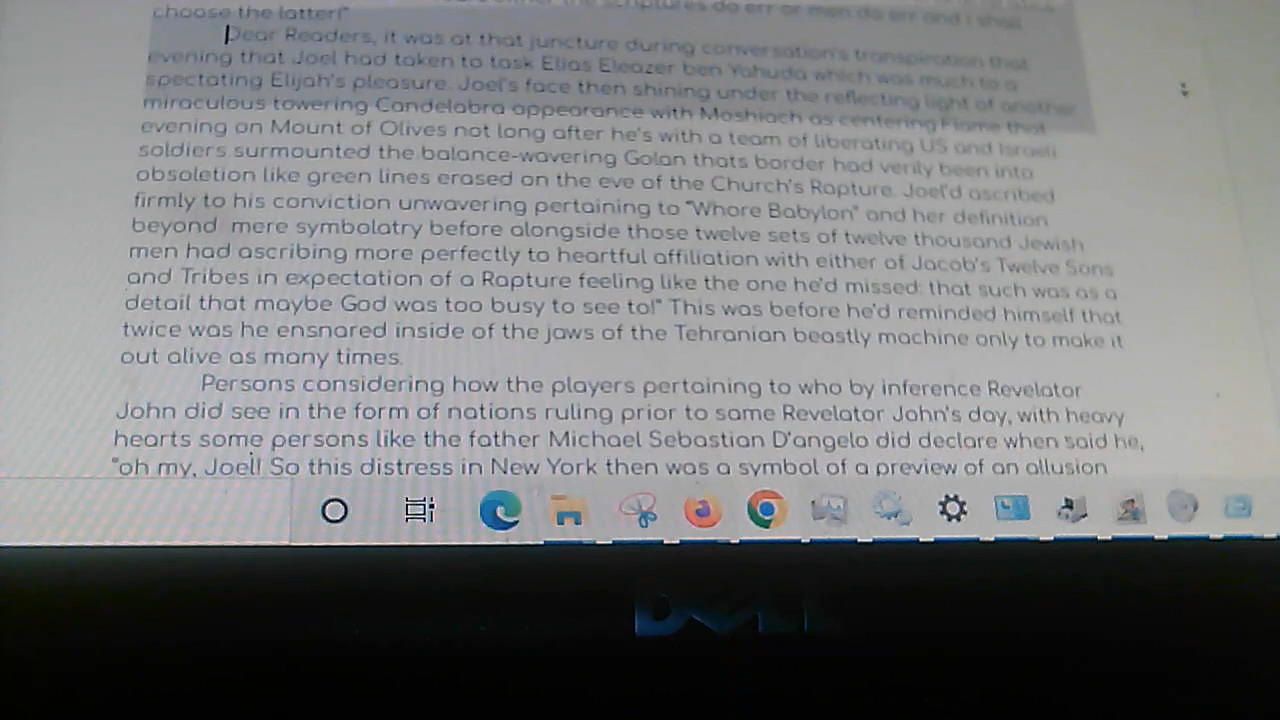 the scriptures do err or men do err and I shall
choose the latter!"
Dear Readers, it was at that juncture during conversation's transpiration that
evening that Joel had taken to task Elias Eleazer ben Yahuda which was much to a
spectating Elijah's pleasure. Joel's face then shining under the reflecting light of another
miraculous towering Candelabra appearance with Moshiach as centering Flame that
evening on Mount of Olives not long after he's with a team of liberating US and Israeli
soldiers surmounted the balance-wavering Golan thats border had verily been into
obsoletion like green lines erased on the eve of the Church's Rapture. Joel'd ascribed
firmly to his conviction unwavering pertaining to "Whore Babylon" and her definition
beyond mere symbolatry before alongside those twelve sets of twelve thousand Jewish
men had ascribing more perfectly to heartful affiliation with either of Jacob's Twelve Sons
and Tribes in expectation of a Rapture feeling like the one he'd missed: that such was as a
detail that maybe God was too busy to see to!" This was before he'd reminded himself that
twice was he ensnared inside of the jaws of the Tehranian beastly machine only to make it
out alive as many times.
Persons considering how the players pertaining to who by inference Revelator
John did see in the form of nations ruling prior to same Revelator John's day, with heavy
hearts some persons like the father Michael Sebastian D'angelo did declare when said he,
"oh my, Joel! So this distress in New York then was a symbol of a preview of an allusion
DELL